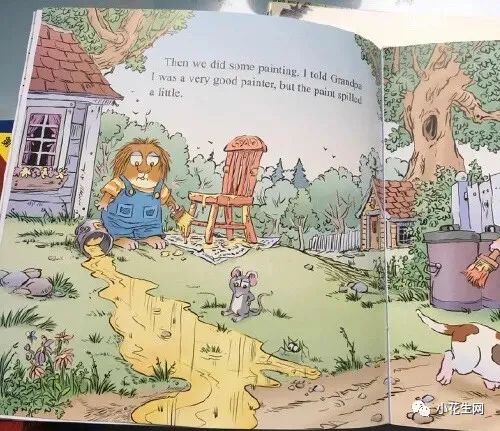 Then we did some painting. I told Grandpa
I was a very good painter, but the paint spilled
a little.
小花生网